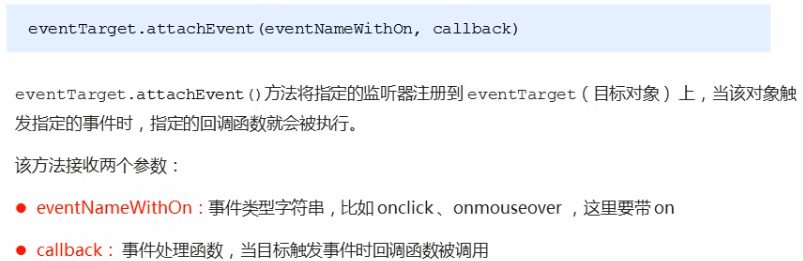 eventTarget.attachEvent(eventNameWithOn, callback)
eventTarget.attachEvent()方法将指定的监听器注册到 eventTarget（目标对象）上，当该对象触
发指定的事件时，指定的回调函数就会被执行。
该方法接收两个参数：
● eventNameWithOn：事件类型字符串，比如 onclick 、onmouseover ，这里要带 on
● callback： 事件处理函数，当目标触发事件时回调函数被调用